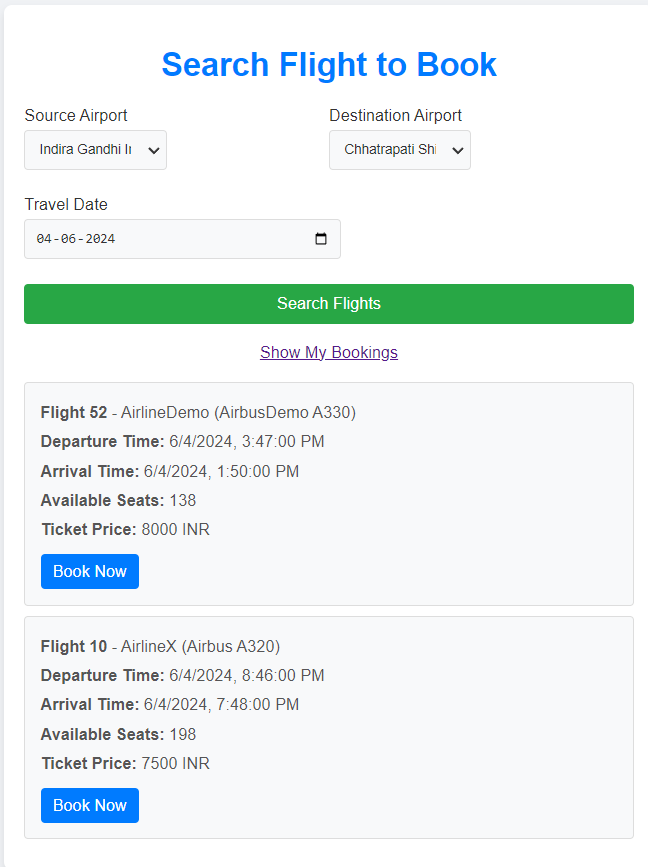 Search Flight to Book
Source Airport
Destination Airport
Indira Gandhi Ir
Chhatrapati Shi
Travel Date
04-06-2024
Search Flights
Show My Bookings
Flight 52 - AirlineDemo (AirbusDemo A330)
Departure Time: 6/4/2024, 3:47:00 PM
Arrival Time: 6/4/2024, 1:50:00 PM
Available Seats: 138
Ticket Price: 8000 INR
Book Now
Flight 10 - AirlineX (Airbus A320)
Departure Time: 6/4/2024, 8:46:00 PM
Arrival Time: 6/4/2024, 7:48:00 PM
Available Seats: 198
Ticket Price: 7500 INR
Book Now